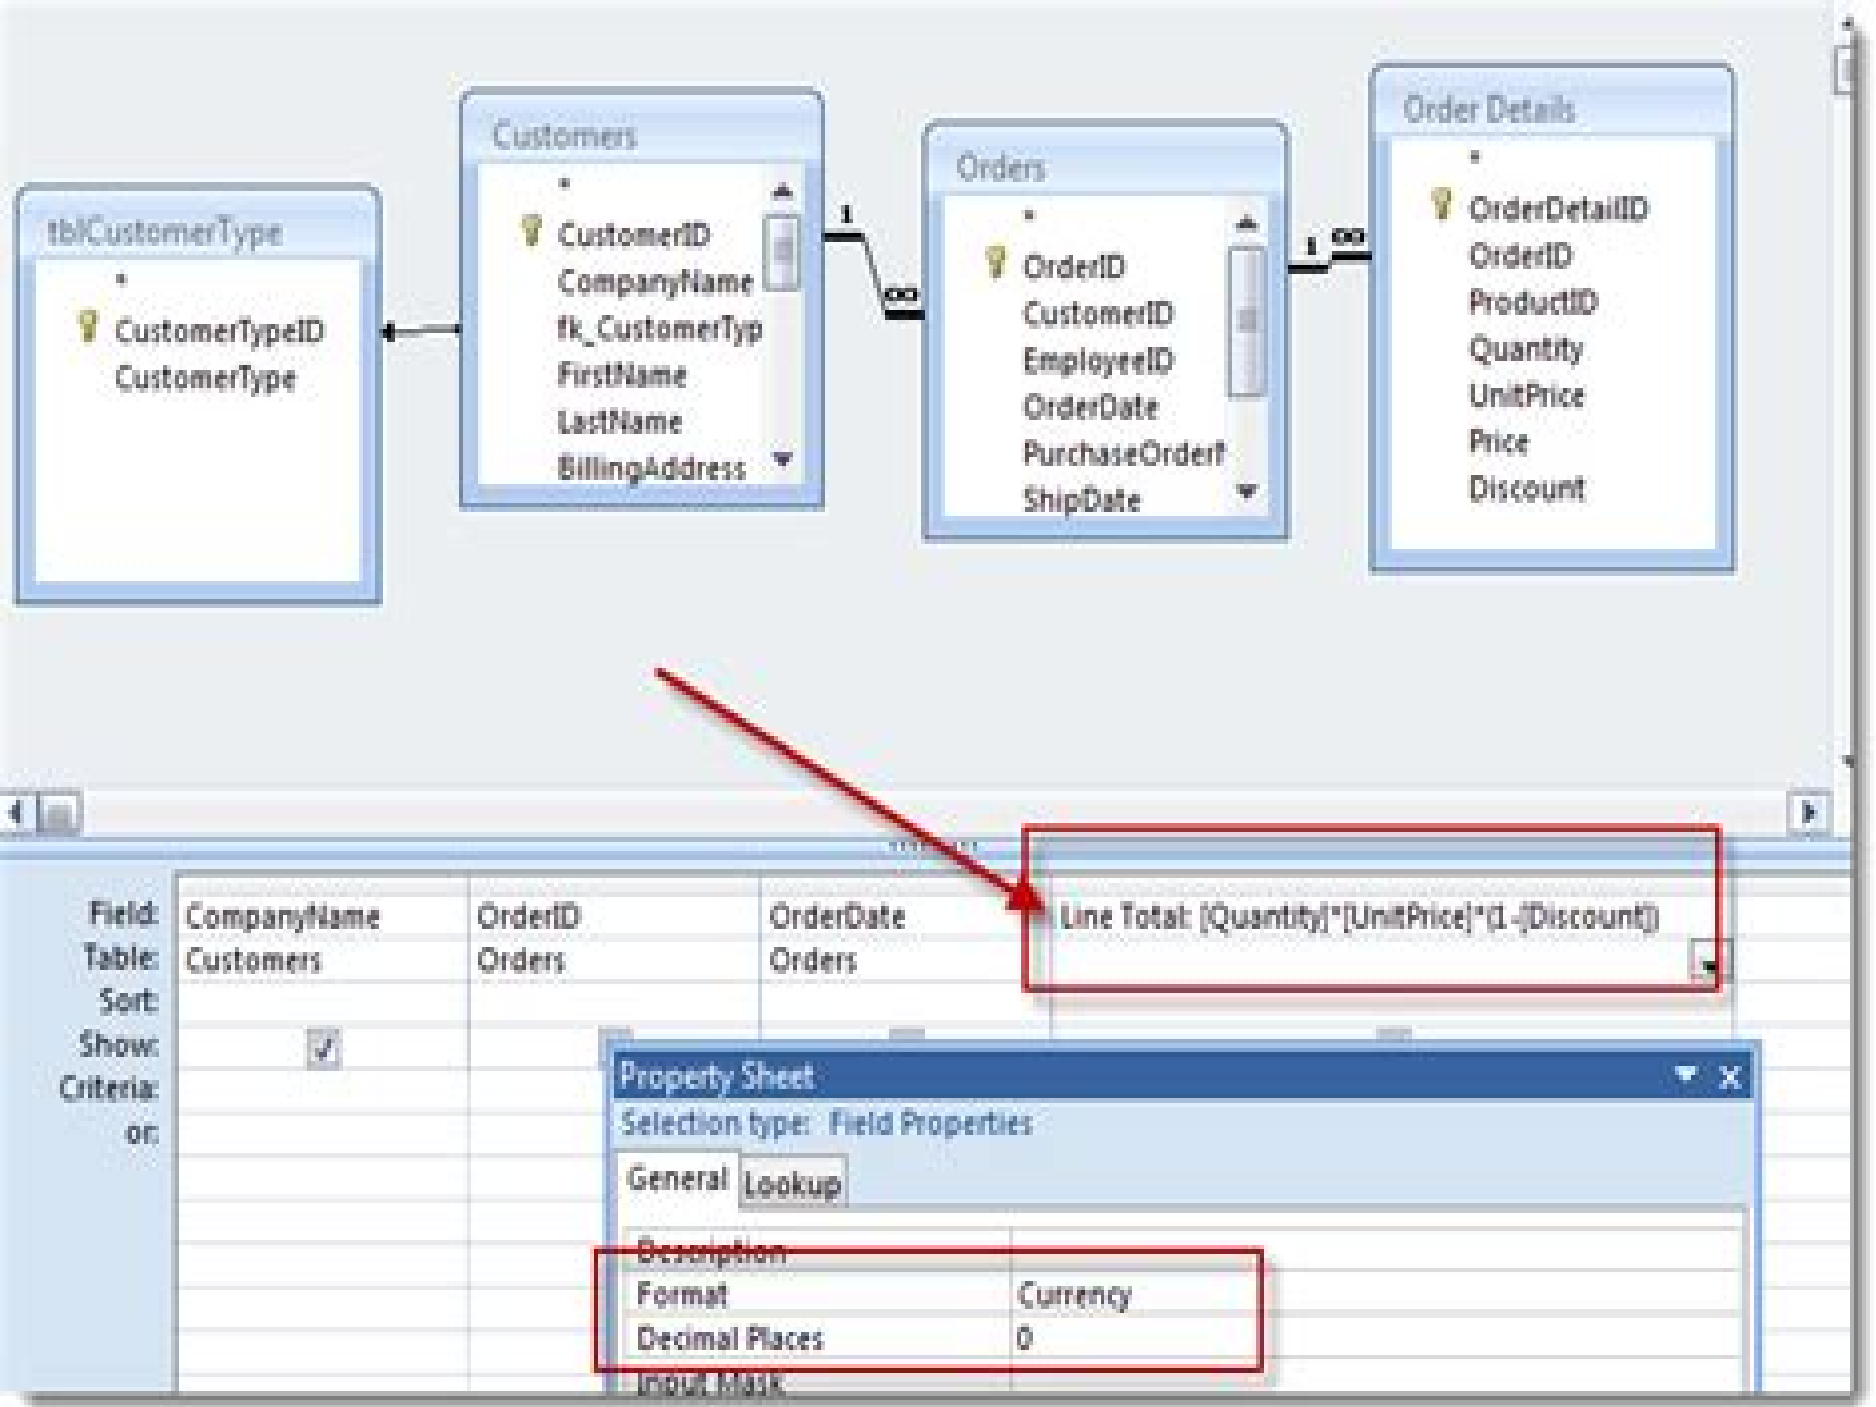 tblCustomerType
*
CustomerTypeID
CustomerType
Customers
*
CustomerID
CompanyName
fk_CustomerTyp
FirstName
LastName
BillingAddress
1
∞
Orders
*
OrderID
CustomerID
EmployeeID
OrderDate
PurchaseOrderN
ShipDate
1
∞
Order Details
*
OrderDetailID
OrderID
ProductID
Quantity
UnitPrice
Price
Discount
Field: CompanyName OrderID OrderDate Line Total: [Quantity]*[UnitPrice]*(1-[Discount])
Table: Customers Orders Orders
Sort:
Show:
Criteria:
or:
Property Sheet
Selection type: Field Properties
General Lookup
Description
Format Currency
Decimal Places 0
Input Mask